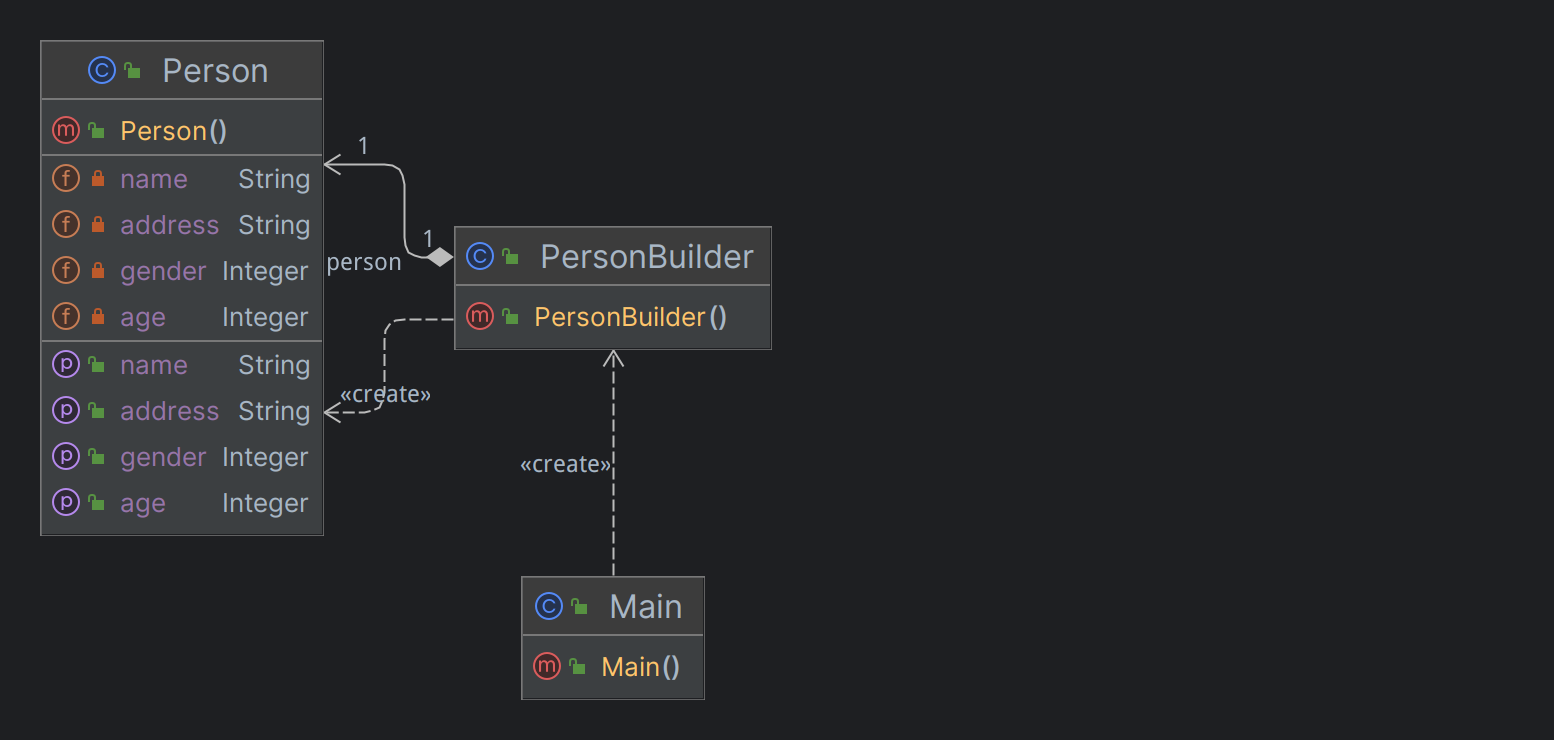 C Person
m Person()
f name String
f address String
f gender Integer
f age Integer
p name String
p address String
p gender Integer
p age Integer
1
1
person
C PersonBuilder
m PersonBuilder()
«create»
«create»
C Main
m Main()